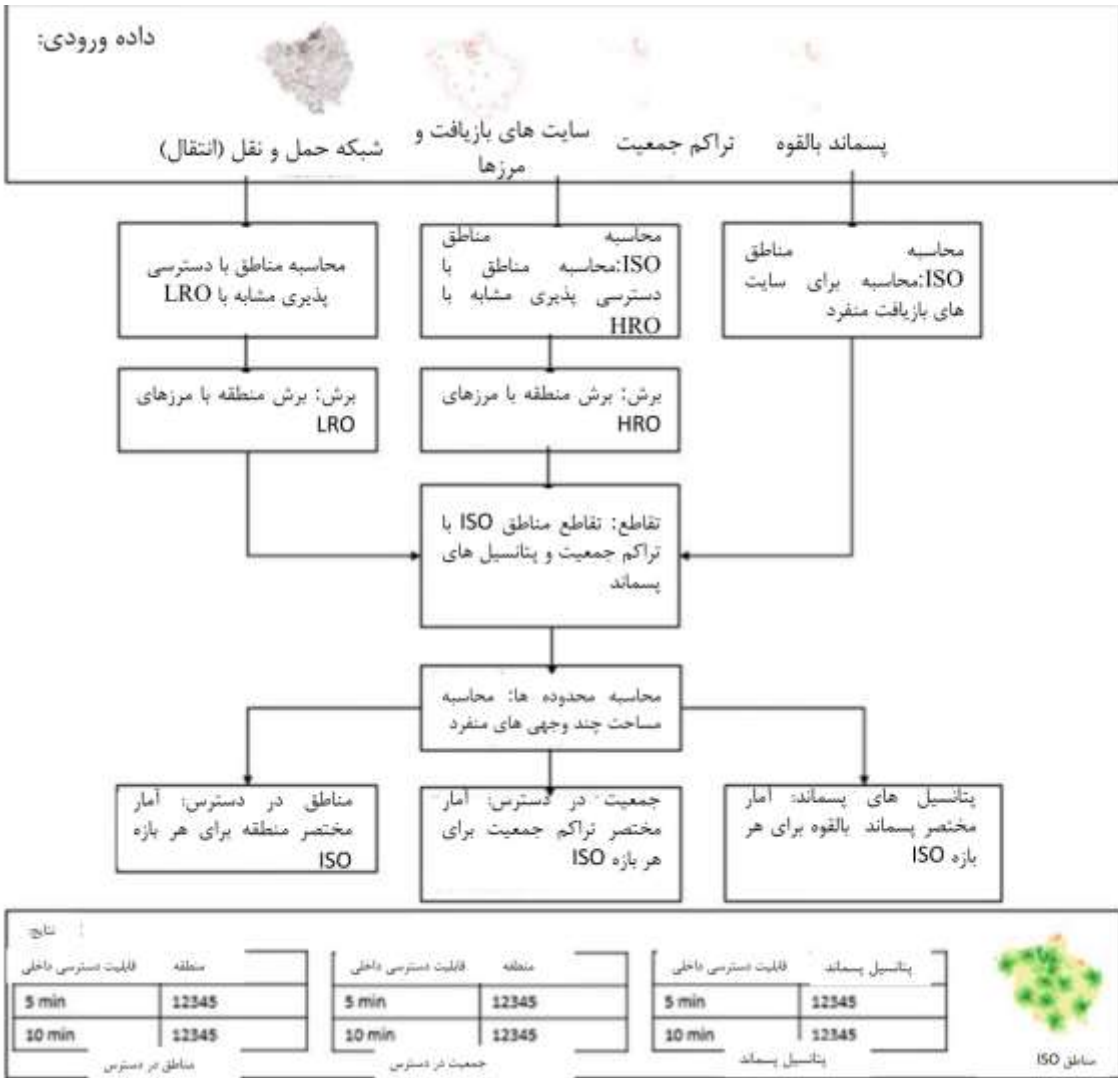 داده ورودی:
پسماند بالقوه
تراکم جمعیت
سایت های بازیافت و
مرزها
شبکه حمل و نقل (انتقال)
محاسبه مناطق
ISO:محاسبه برای سایت
های بازیافت منفرد
محاسبه مناطق
ISO:محاسبه مناطق با
دسترسی پذیری مشابه با
HRO
محاسبه مناطق با دسترسی
پذیری مشابه با LRO
برش: برش منطقه با مرزهای
HRO
برش: برش منطقه با مرزهای
LRO
تقاطع: تقاطع مناطق ISO با
تراکم جمعیت و پتانسیل های
پسماند
محاسبه محدوده ها: محاسبه
مساحت چند وجهی های منفرد
پتانسیل های پسماند: آمار
مختصر پسماند بالقوه برای هر
بازه ISO
جمعیت در دسترس: آمار
مختصر تراکم جمعیت برای
هر بازه ISO
مناطق در دسترس: آمار
مختصر منطقه برای هر بازه
ISO
نتایج:
پتانسیل پسماند قابلیت دسترسی داخلی
12345 5 min
12345 10 min
پتانسیل پسماند
منطقه قابلیت دسترسی داخلی
12345 5 min
12345 10 min
جمعیت در دسترس
منطقه قابلیت دسترسی داخلی
12345 5 min
12345 10 min
مناطق در دسترس
مناطق ISO